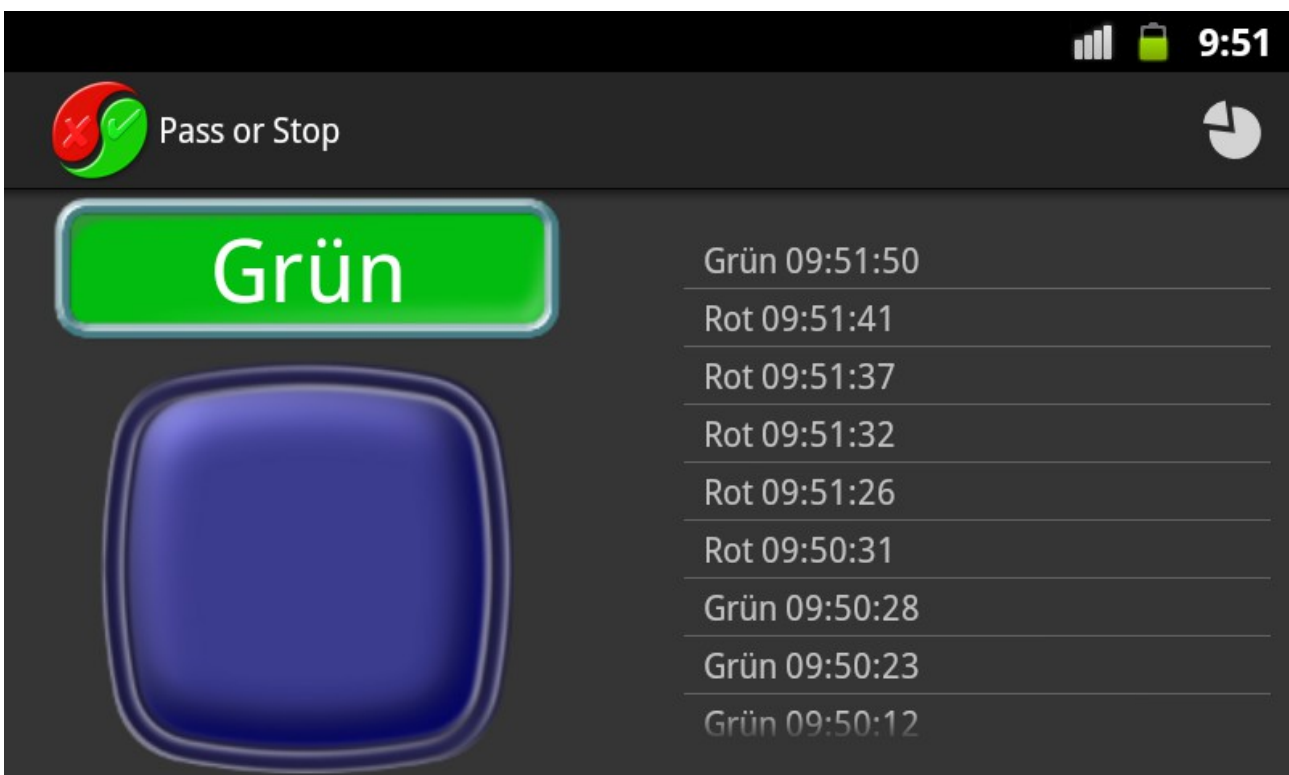 9:51
Pass or Stop
Grün
Grün 09:51:50
Rot 09:51:41
Rot 09:51:37
Rot 09:51:32
Rot 09:51:26
Rot 09:50:31
Grün 09:50:28
Grün 09:50:23
Grün 09:50:12